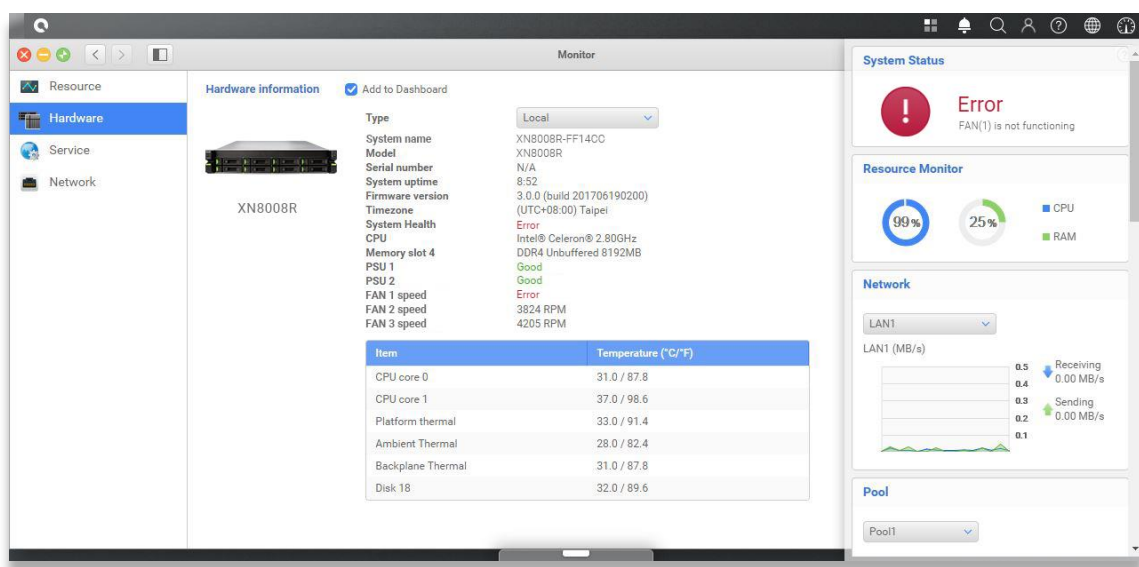 Monitor
Resource
Hardware
Service
Network
Hardware information
Add to Dashboard
XN8008R
Type Local
System name XN8008R-FF14CC
Model XN8008R
Serial number N/A
System uptime 8:52
Firmware version 3.0.0 (build 201706190200)
Timezone (UTC+08:00) Taipei
System Health Error
CPU Intel® Celeron® 2.80GHz
Memory slot 4 DDR4 Unbuffered 8192MB
PSU 1 Good
PSU 2 Good
FAN 1 speed Error
FAN 2 speed 3824 RPM
FAN 3 speed 4205 RPM
Item Temperature (°C/°F)
CPU core 0 31.0 / 87.8
CPU core 1 37.0 / 98.6
Platform thermal 33.0 / 91.4
Ambient Thermal 28.0 / 82.4
Backplane Thermal 31.0 / 87.8
Disk 18 32.0 / 89.6
System Status
Error
FAN(1) is not functioning
Resource Monitor
99%
25%
CPU
RAM
Network
LAN1
LAN1 (MB/s)
0.5
0.4
0.3
0.2
0.1
Receiving
0.00 MB/s
Sending
0.00 MB/s
Pool
Pool1